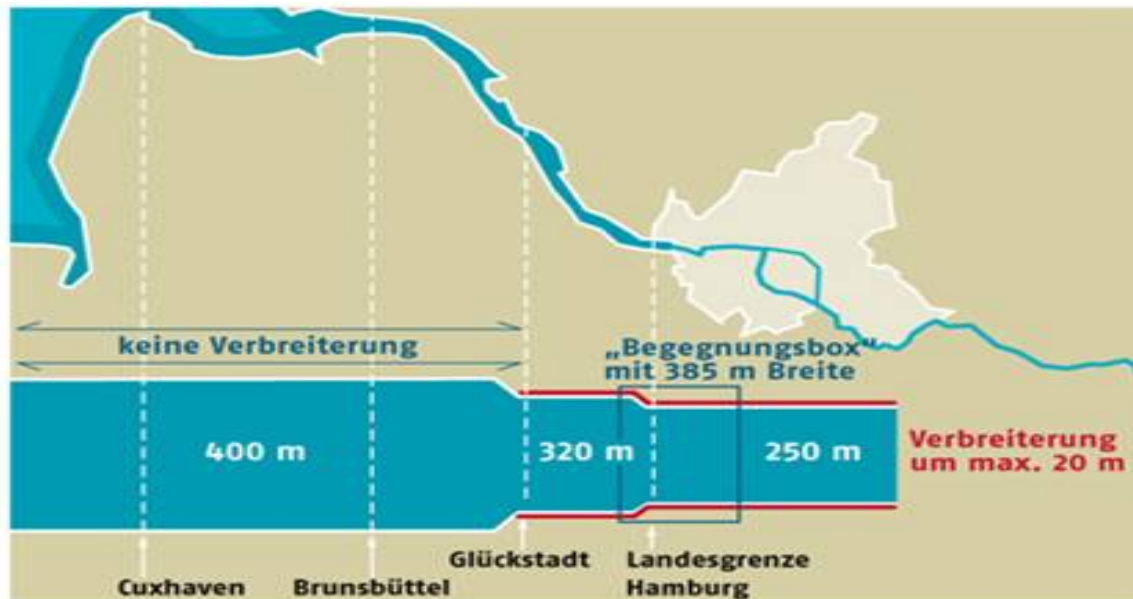 keine Verbreiterung
„Begegnungsbox“
mit 385 m Breite
400 m
320 m
250 m
Verbreiterung
um max. 20 m
Glückstadt
Landesgrenze
Hamburg
Cuxhaven
Brunsbüttel